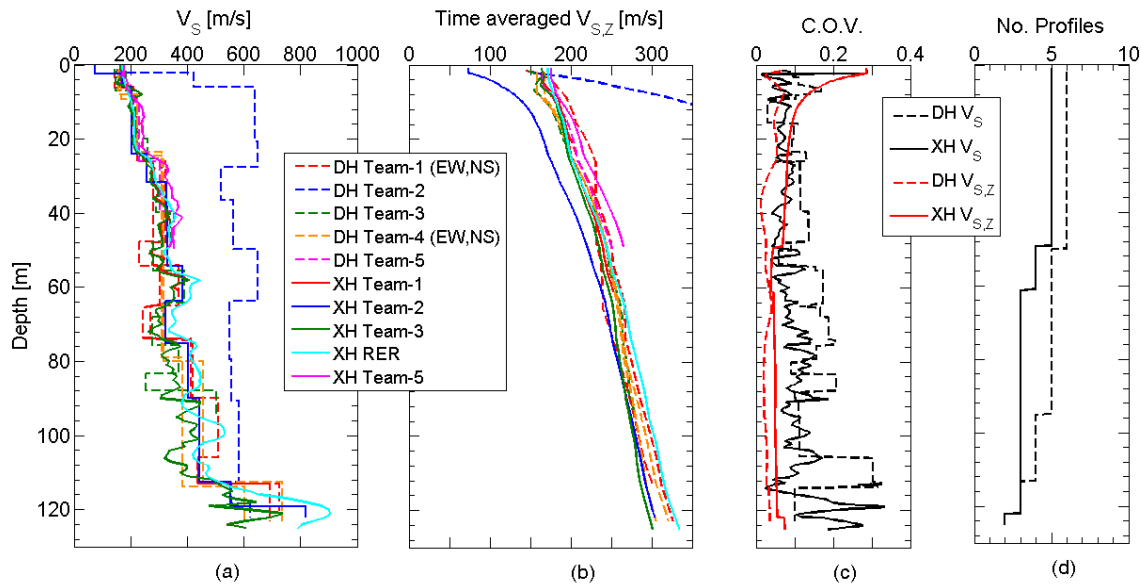 V_S [m/s]
0 200 400 600 800 1000
Time averaged V_S,Z [m/s]
0 100 200 300
C.O.V.
0 0.2 0.4
No. Profiles
0 5 10
Depth [m]
0
20
40
60
80
100
120
DH Team-1 (EW,NS)
DH Team-2
DH Team-3
DH Team-4 (EW,NS)
DH Team-5
XH Team-1
XH Team-2
XH Team-3
XH RER
XH Team-5
DH V_S
XH V_S
DH V_S,Z
XH V_S,Z
(a) (b) (c) (d)